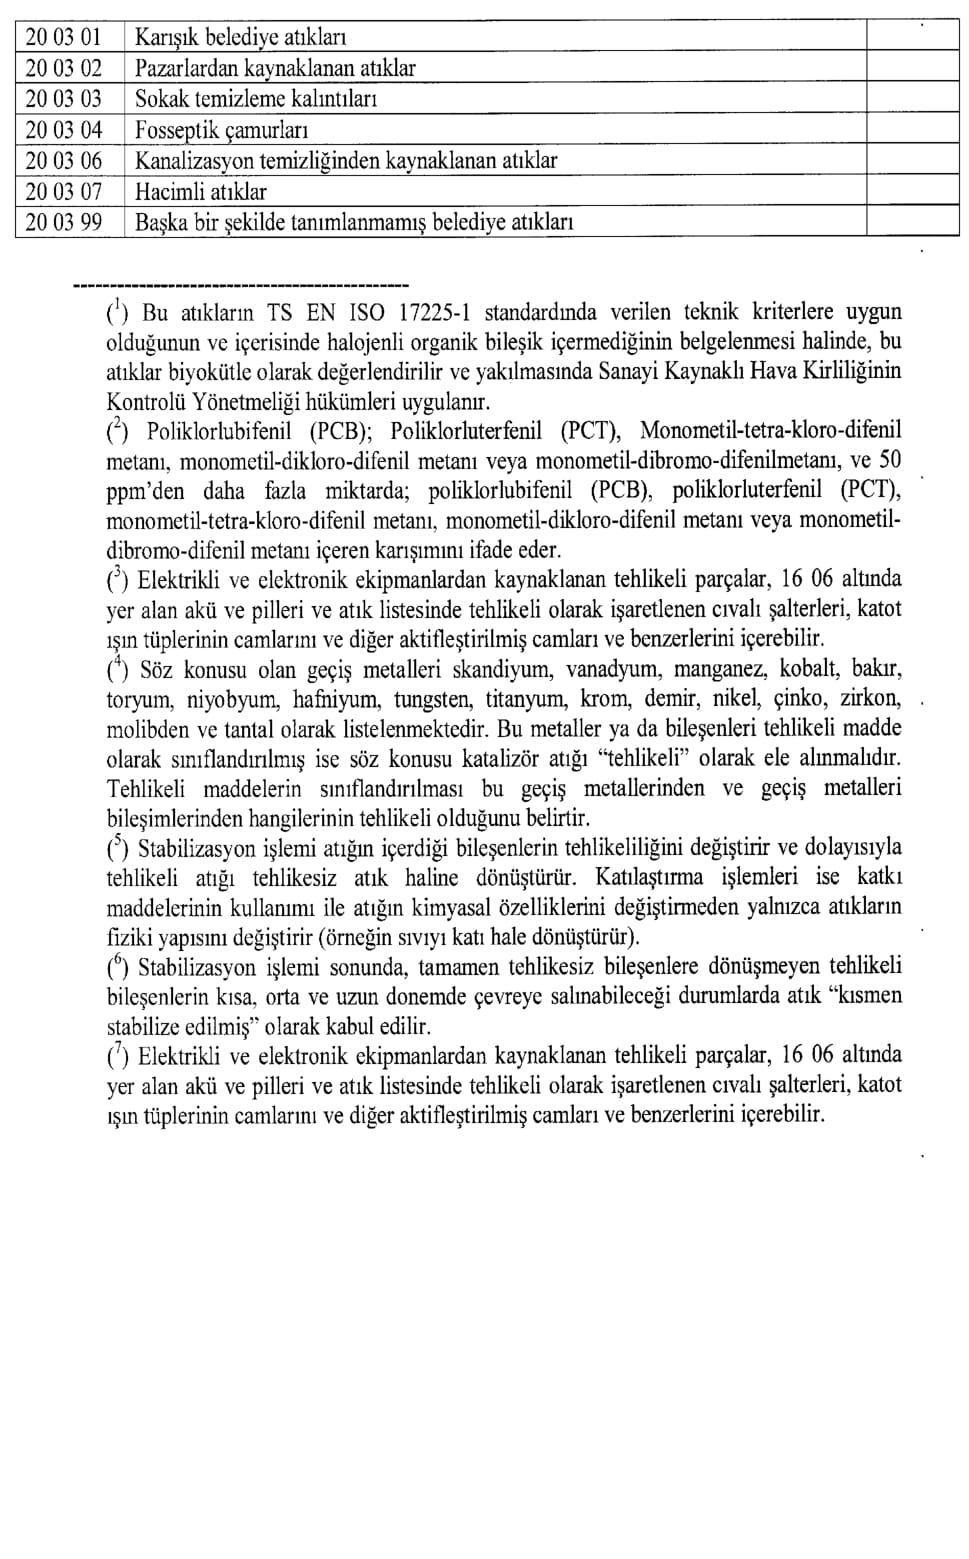 20 03 01 Karışık belediye atıkları
20 03 02 Pazarlardan kaynaklanan atıklar
20 03 03 Sokak temizleme kalıntıları
20 03 04 Fosseptik çamurları
20 03 06 Kanalizasyon temizliğinden kaynaklanan atıklar
20 03 07 Hacimli atıklar
20 03 99 Başka bir şekilde tanımlanmamış belediye atıkları
----------------------------------------------
(¹) Bu atıkların TS EN ISO 17225-1 standardında verilen teknik kriterlere uygun
olduğunun ve içerisinde halojenli organik bileşik içermediğinin belgelenmesi halinde, bu
atıklar biyokütle olarak değerlendirilir ve yakılmasında Sanayi Kaynaklı Hava Kirliliğinin
Kontrolü Yönetmeliği hükümleri uygulanır.
(²) Poliklorlubifenil (PCB); Poliklorluterfenil (PCT), Monometil-tetra-kloro-difenil
metanı, monometil-dikloro-difenil metanı veya monometil-dibromo-difenilmetanı, ve 50
ppm’den daha fazla miktarda; poliklorlubifenil (PCB), poliklorluterfenil (PCT),
monometil-tetra-kloro-difenil metanı, monometil-dikloro-difenil metanı veya monometil-
dibromo-difenil metanı içeren karışımını ifade eder.
(³) Elektrikli ve elektronik ekipmanlardan kaynaklanan tehlikeli parçalar, 16 06 altında
yer alan akü ve pilleri ve atık listesinde tehlikeli olarak işaretlenen cıvalı şalterleri, katot
ışın tüplerinin camlarını ve diğer aktifleştirilmiş camları ve benzerlerini içerebilir.
(⁴) Söz konusu olan geçiş metalleri skandiyum, vanadyum, manganez, kobalt, bakır,
toryum, niyobyum, hafniyum, tungsten, titanyum, krom, demir, nikel, çinko, zirkon,
molibden ve tantal olarak listelenmektedir. Bu metaller ya da bileşenleri tehlikeli madde
olarak sınıflandırılmış ise söz konusu katalizör atığı “tehlikeli” olarak ele alınmalıdır.
Tehlikeli maddelerin sınıflandırılması bu geçiş metallerinden ve geçiş metalleri
bileşimlerinden hangilerinin tehlikeli olduğunu belirtir.
(⁵) Stabilizasyon işlemi atığın içerdiği bileşenlerin tehlikeliliğini değiştirir ve dolayısıyla
tehlikeli atığı tehlikesiz atık haline dönüştürür. Katılaştırma işlemleri ise katkı
maddelerinin kullanımı ile atığın kimyasal özelliklerini değiştirmeden yalnızca atıkların
fiziki yapısını değiştirir (örneğin sıvıyı katı hale dönüştürür).
(⁶) Stabilizasyon işlemi sonunda, tamamen tehlikesiz bileşenlere dönüşmeyen tehlikeli
bileşenlerin kısa, orta ve uzun donemde çevreye salınabileceği durumlarda atık “kısmen
stabilize edilmiş” olarak kabul edilir.
(⁷) Elektrikli ve elektronik ekipmanlardan kaynaklanan tehlikeli parçalar, 16 06 altında
yer alan akü ve pilleri ve atık listesinde tehlikeli olarak işaretlenen cıvalı şalterleri, katot
ışın tüplerinin camlarını ve diğer aktifleştirilmiş camları ve benzerlerini içerebilir.